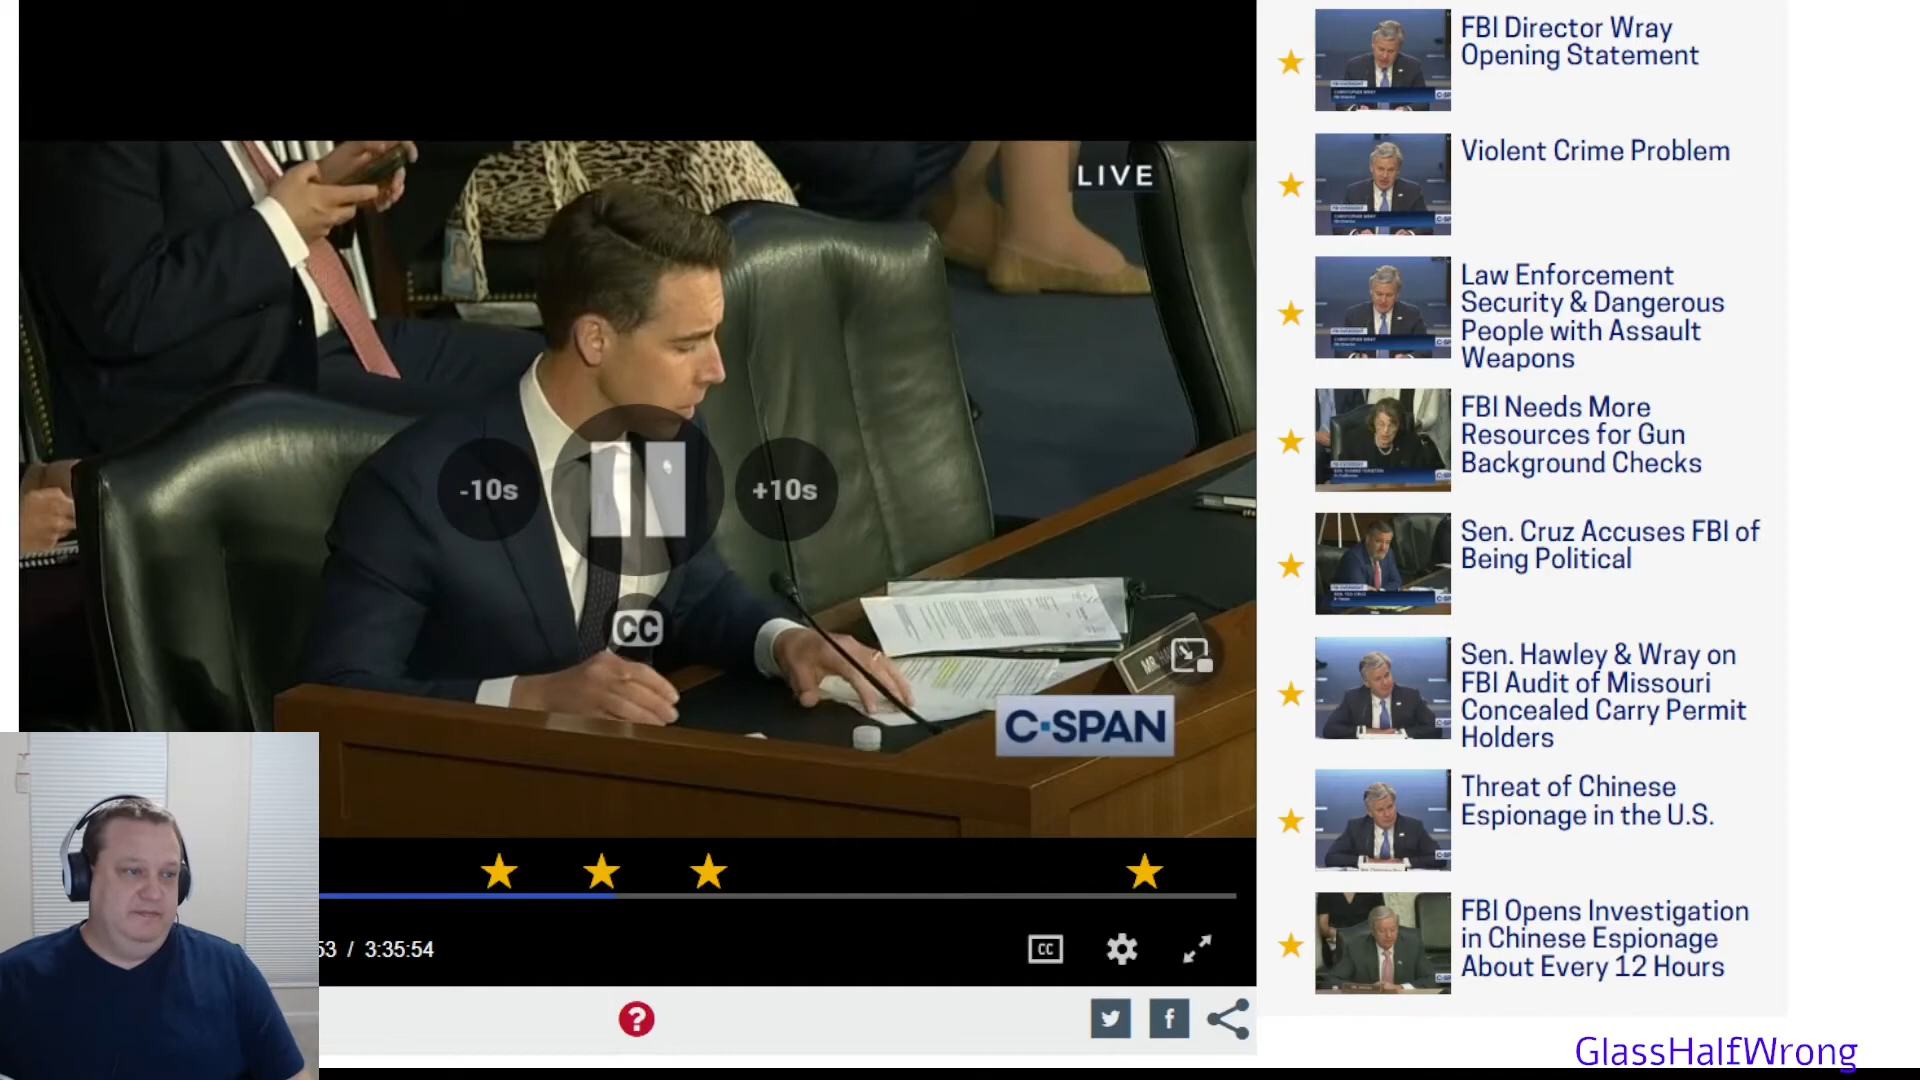 LIVE
-10s
+10s
CC
MR.
C-SPAN
53 / 3:35:54
CC
?
FBI Director Wray
Opening Statement
Violent Crime Problem
Law Enforcement
Security & Dangerous
People with Assault
Weapons
FBI Needs More
Resources for Gun
Background Checks
Sen. Cruz Accuses FBI of
Being Political
Sen. Hawley & Wray on
FBI Audit of Missouri
Concealed Carry Permit
Holders
Threat of Chinese
Espionage in the U.S.
FBI Opens Investigation
in Chinese Espionage
About Every 12 Hours
GlassHalfWrong